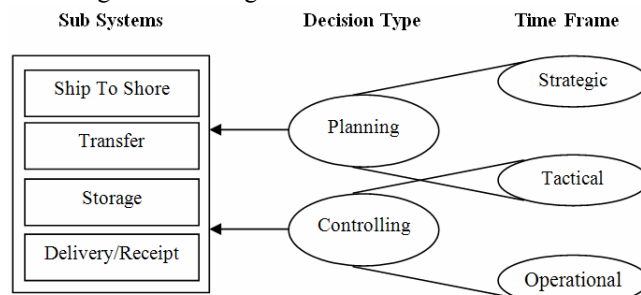 Sub Systems Decision Type Time Frame
Ship To Shore
Transfer
Storage
Delivery/Receipt
Planning
Controlling
Strategic
Tactical
Operational